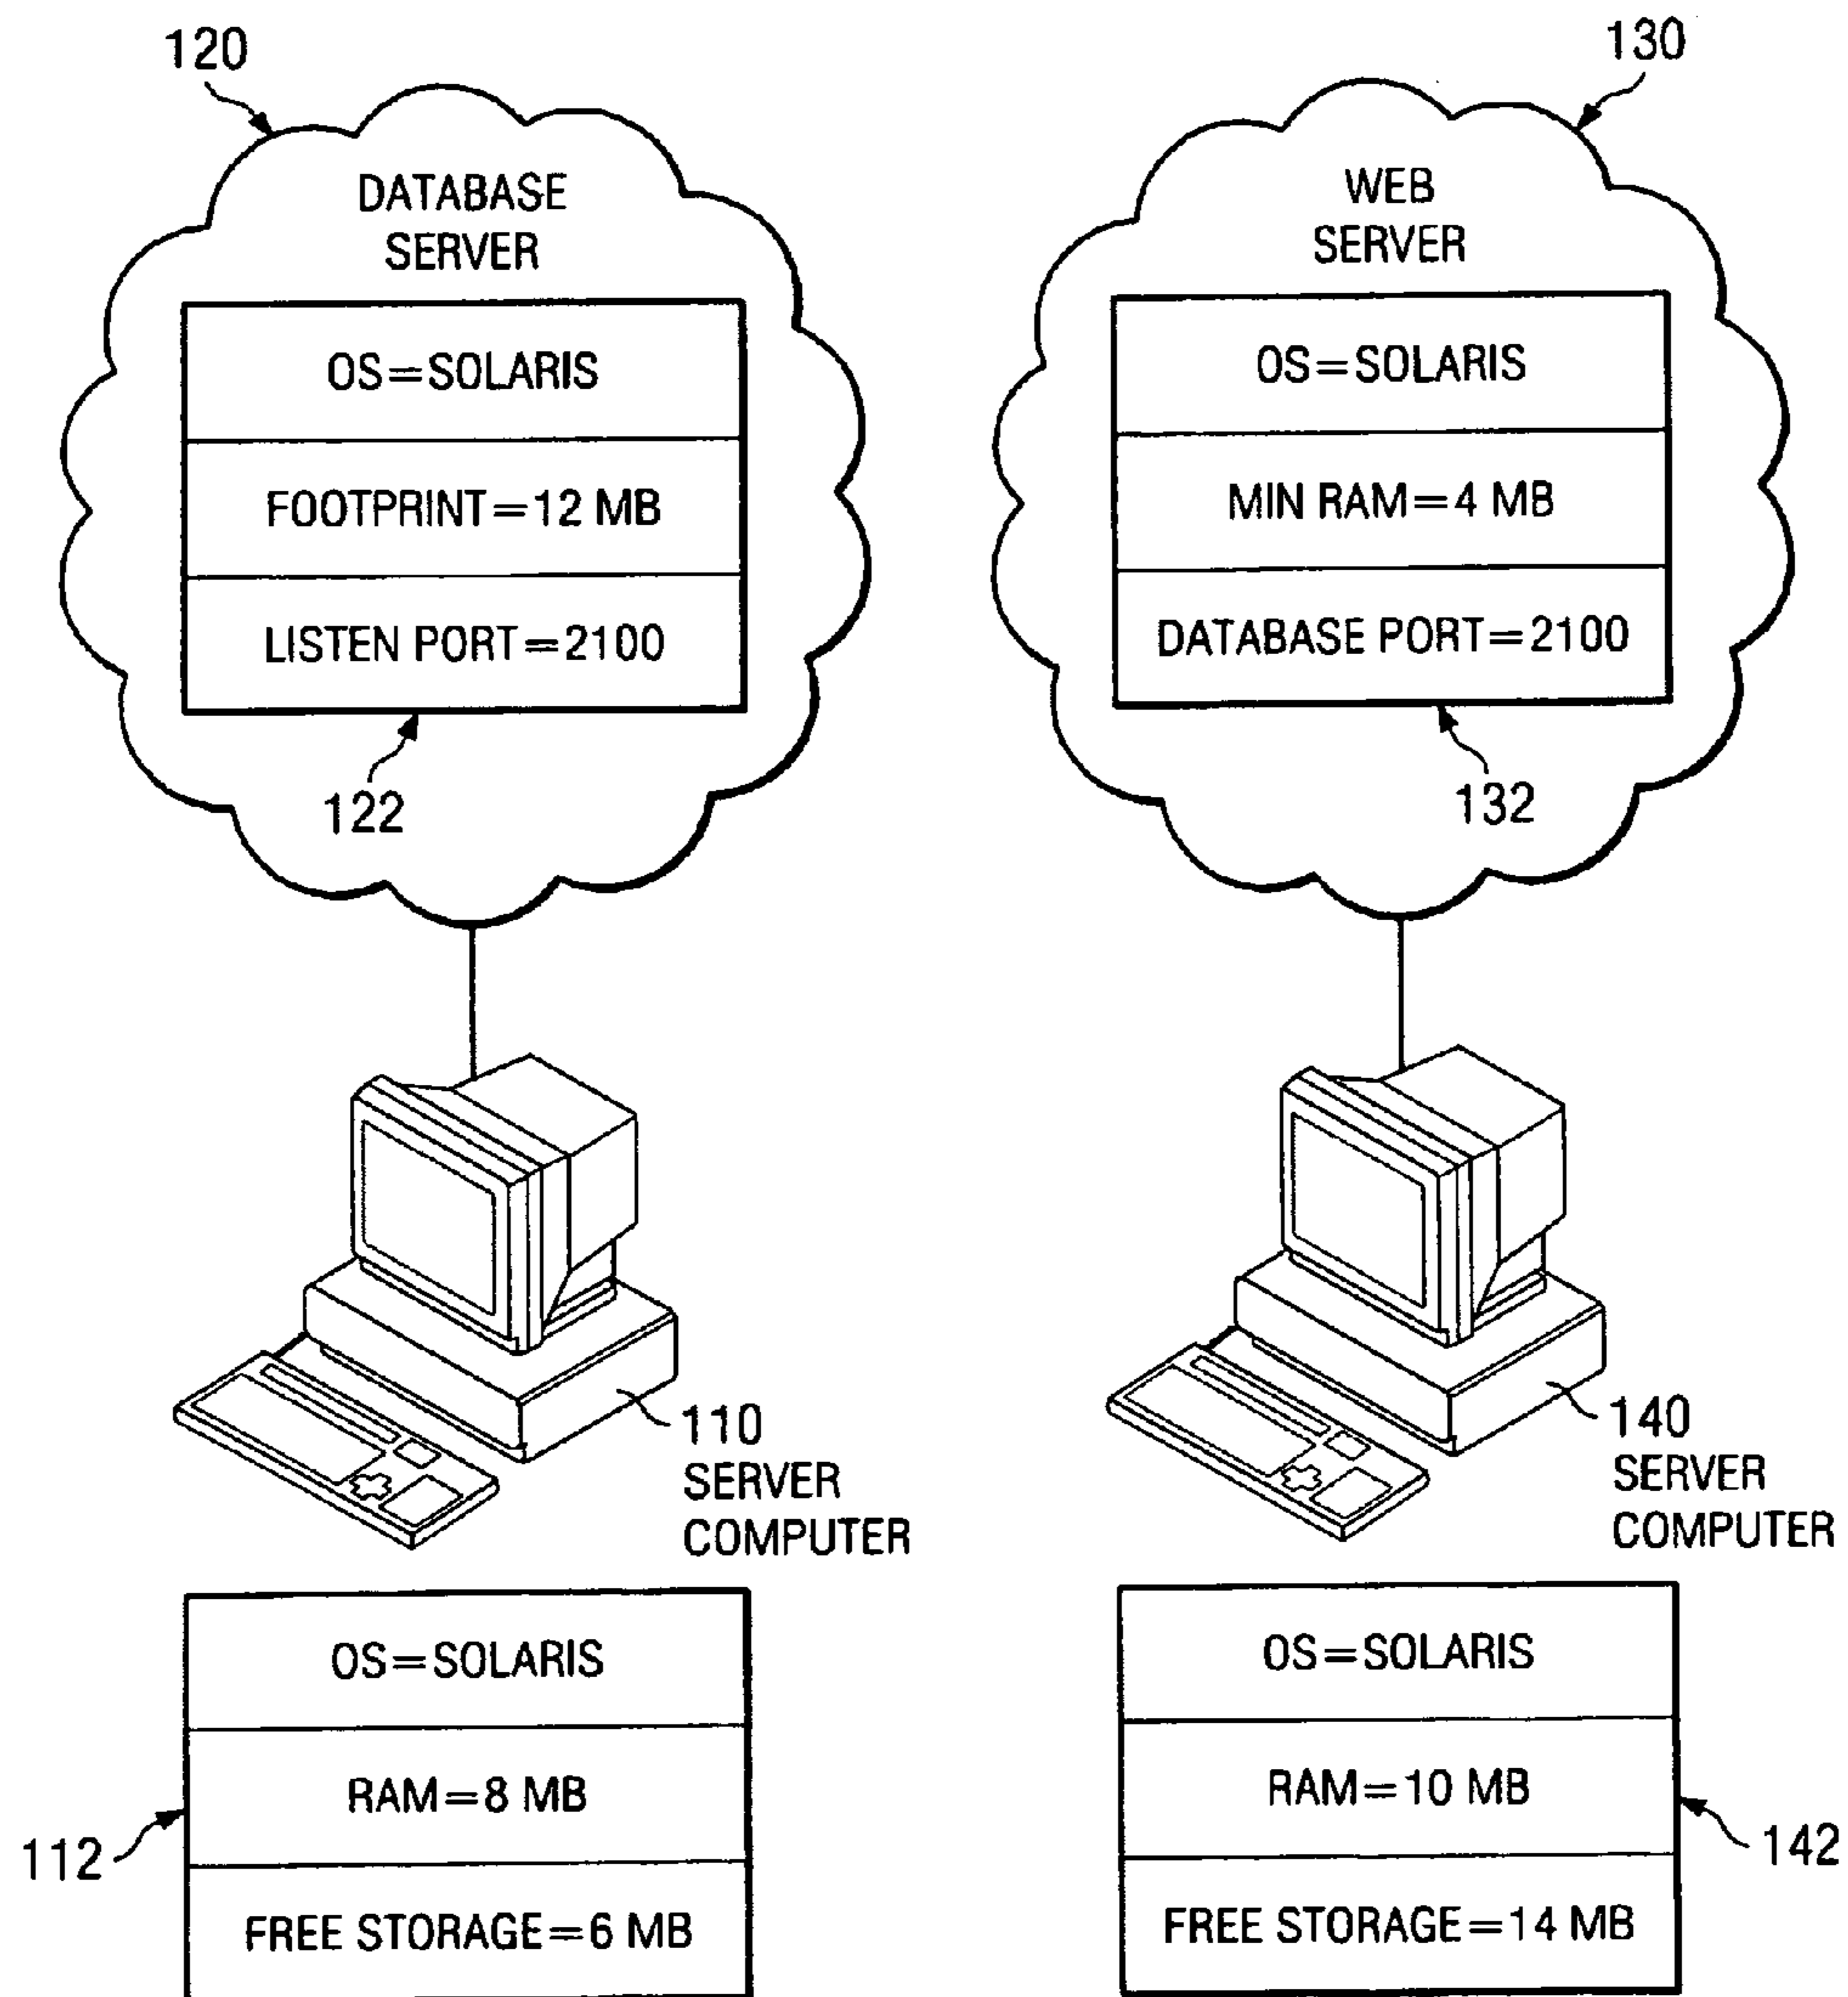 120
DATABASE
SERVER
OS=SOLARIS
FOOTPRINT=12 MB
LISTEN PORT=2100
122
130
WEB
SERVER
OS=SOLARIS
MIN RAM=4 MB
DATABASE PORT=2100
132
110
SERVER
COMPUTER
140
SERVER
COMPUTER
OS=SOLARIS
RAM=8 MB
FREE STORAGE=6 MB
112
OS=SOLARIS
RAM=10 MB
FREE STORAGE=14 MB
142